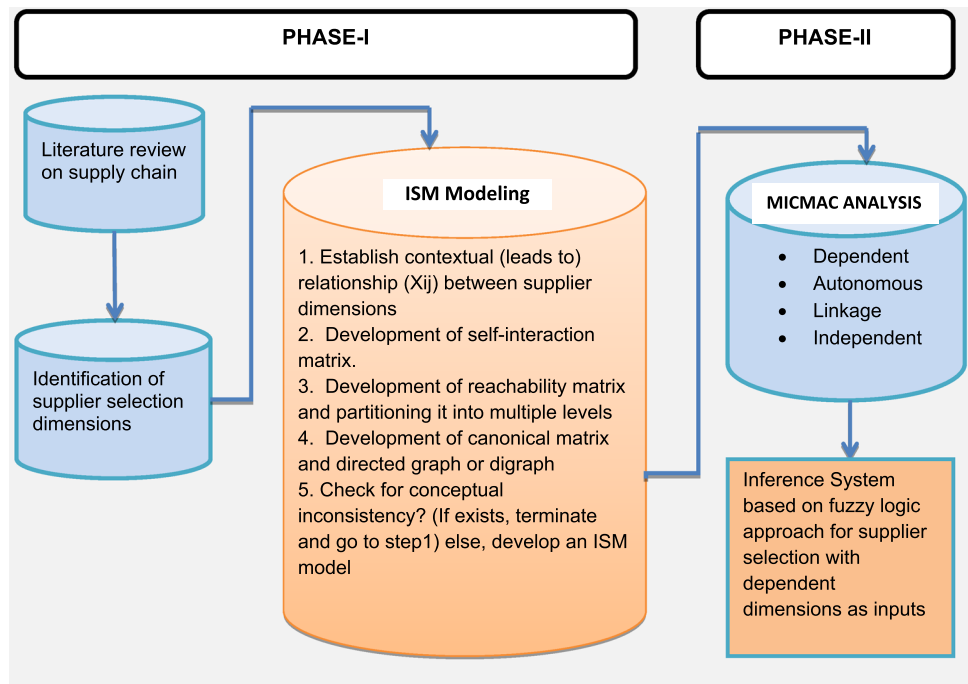 PHASE-I
PHASE-II
Literature review
on supply chain
Identification of
supplier selection
dimensions
ISM Modeling
1. Establish contextual (leads to)
relationship (Xij) between supplier
dimensions
2. Development of self-interaction
matrix.
3. Development of reachability matrix
and partitioning it into multiple levels
4. Development of canonical matrix
and directed graph or digraph
5. Check for conceptual
inconsistency? (If exists, terminate
and go to step1) else, develop an ISM
model
MICMAC ANALYSIS
• Dependent
• Autonomous
• Linkage
• Independent
Inference System
based on fuzzy logic
approach for supplier
selection with
dependent
dimensions as inputs